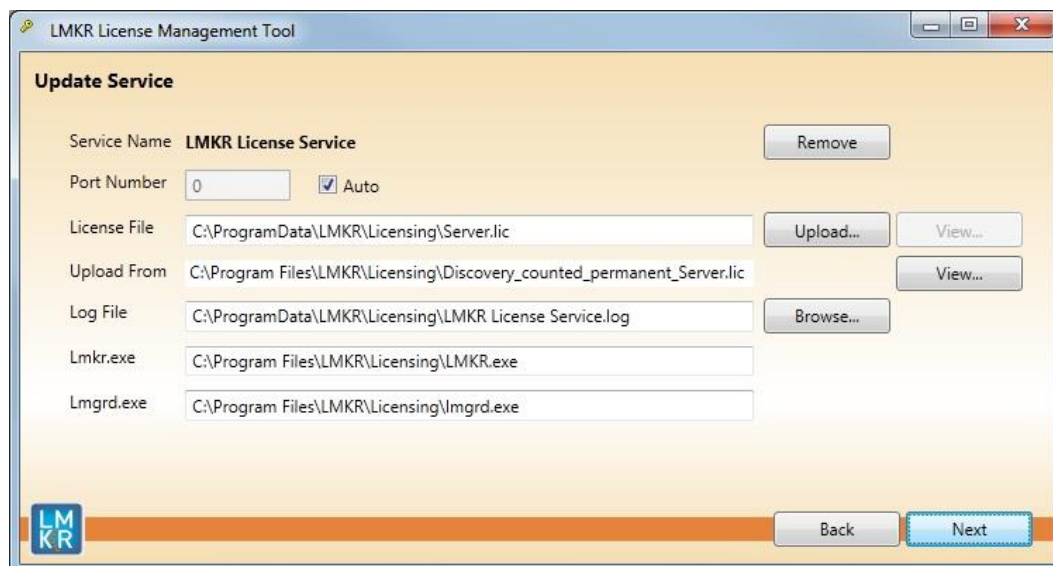 LMKR License Management Tool
Update Service
Service Name LMKR License Service Remove
Port Number 0 Auto
License File C:\ProgramData\LMKR\Licensing\Server.lic Upload... View...
Upload From C:\Program Files\LMKR\Licensing\Discovery_counted_permanent_Server.lic View...
Log File C:\ProgramData\LMKR\Licensing\LMKR License Service.log Browse...
Lmkr.exe C:\Program Files\LMKR\Licensing\LMKR.exe
Lmgrd.exe C:\Program Files\LMKR\Licensing\lmgrd.exe
LM
KR
Back Next